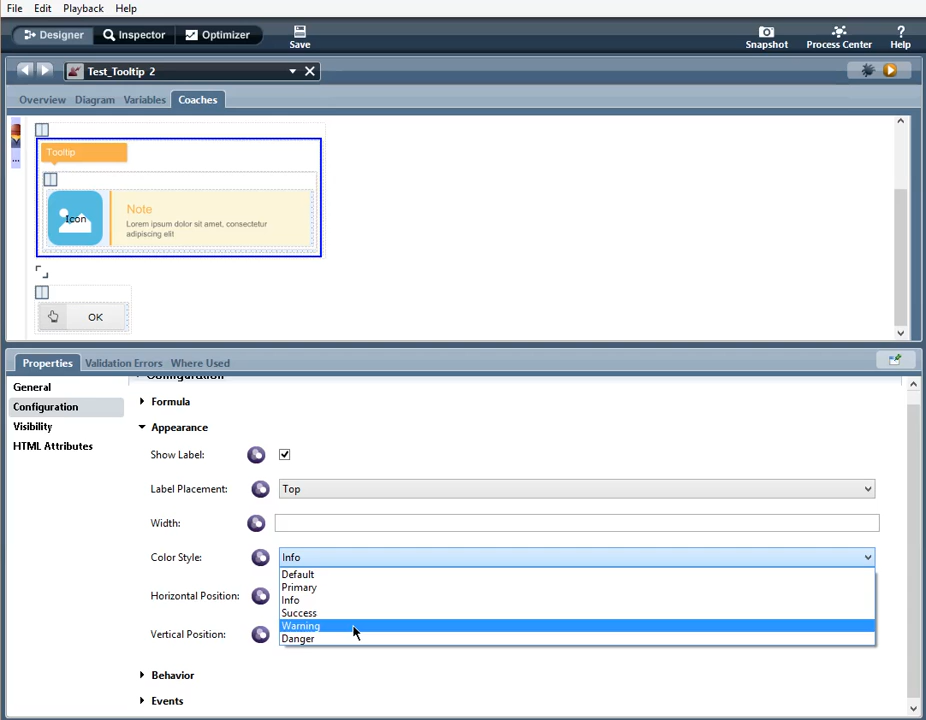 File Edit Playback Help
Designer Inspector Optimizer Save Snapshot Process Center Help
Test_Tooltip 2
Overview Diagram Variables Coaches
Tooltip
Icon
Note
Lorem ipsum dolor sit amet, consectetur
adipiscing elit
...
OK
Properties Validation Errors Where Used
General
Configuration
Visibility
HTML Attributes
Configuration
Formula
Appearance
Show Label:
Label Placement: Top
Width:
Color Style: Info
Default
Primary
Info
Success
Warning
Danger
Horizontal Position:
Vertical Position:
Behavior
Events